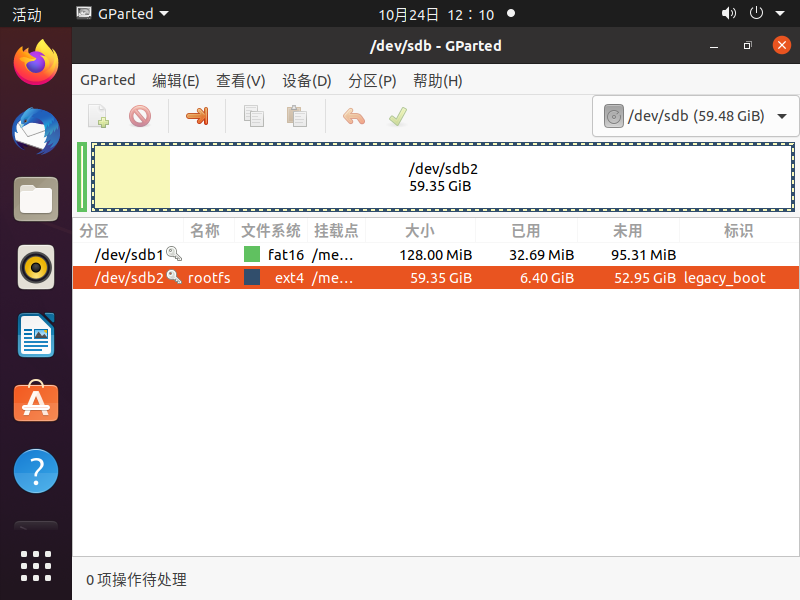 活动 GParted 10月24日 12：10
/dev/sdb - GParted
GParted 编辑(E) 查看(V) 设备(D) 分区(P) 帮助(H)
/dev/sdb (59.48 GiB)
/dev/sdb2
59.35 GiB
分区 名称 文件系统 挂载点 大小 已用 未用 标识
/dev/sdb1 fat16 /me... 128.00 MiB 32.69 MiB 95.31 MiB
/dev/sdb2 rootfs ext4 /me... 59.35 GiB 6.40 GiB 52.95 GiB legacy_boot
0 项操作待处理